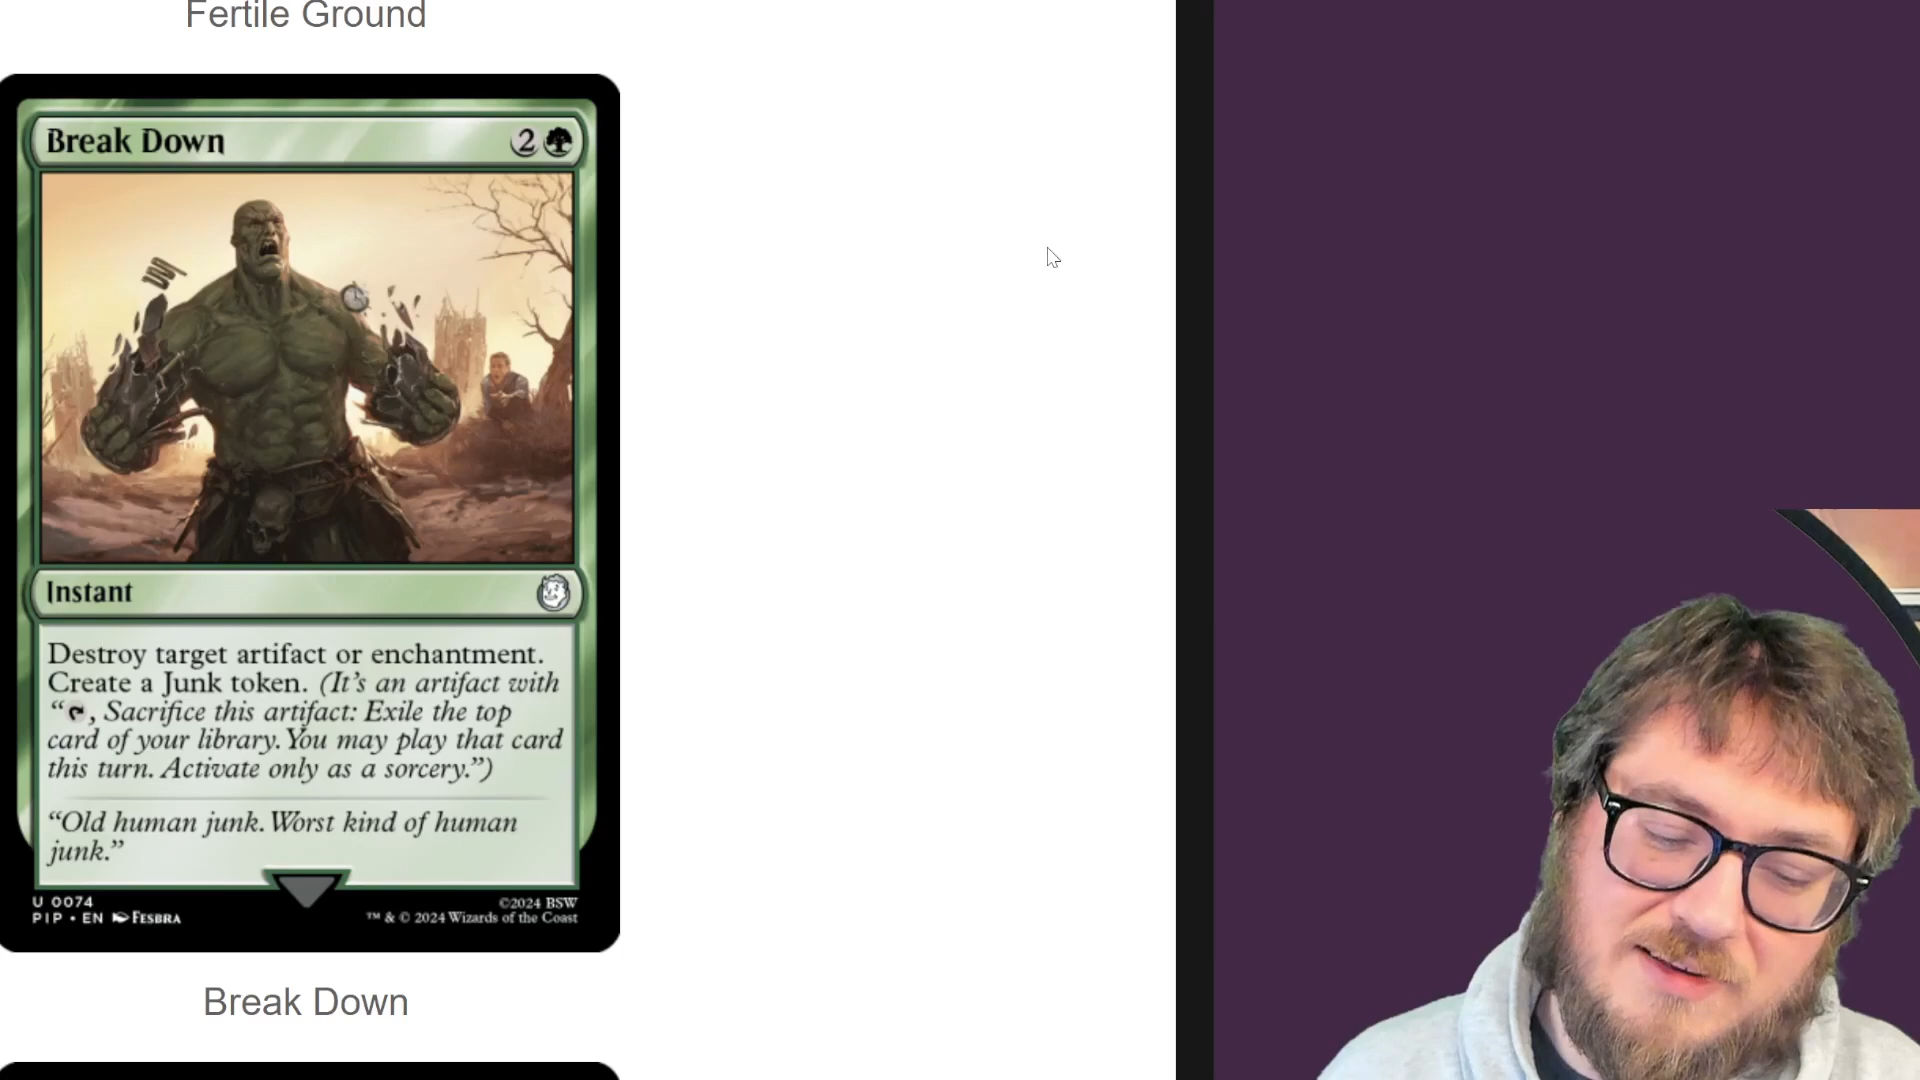 Fertile Ground
Break Down 2
Instant
Destroy target artifact or enchantment.
Create a Junk token. (It's an artifact with
“ , Sacrifice this artifact: Exile the top
card of your library. You may play that card
this turn. Activate only as a sorcery.”)
“Old human junk. Worst kind of human
junk.”
U 0074
PIP • EN FESBRA
©2024 BSW
™ & © 2024 Wizards of the Coast
Break Down